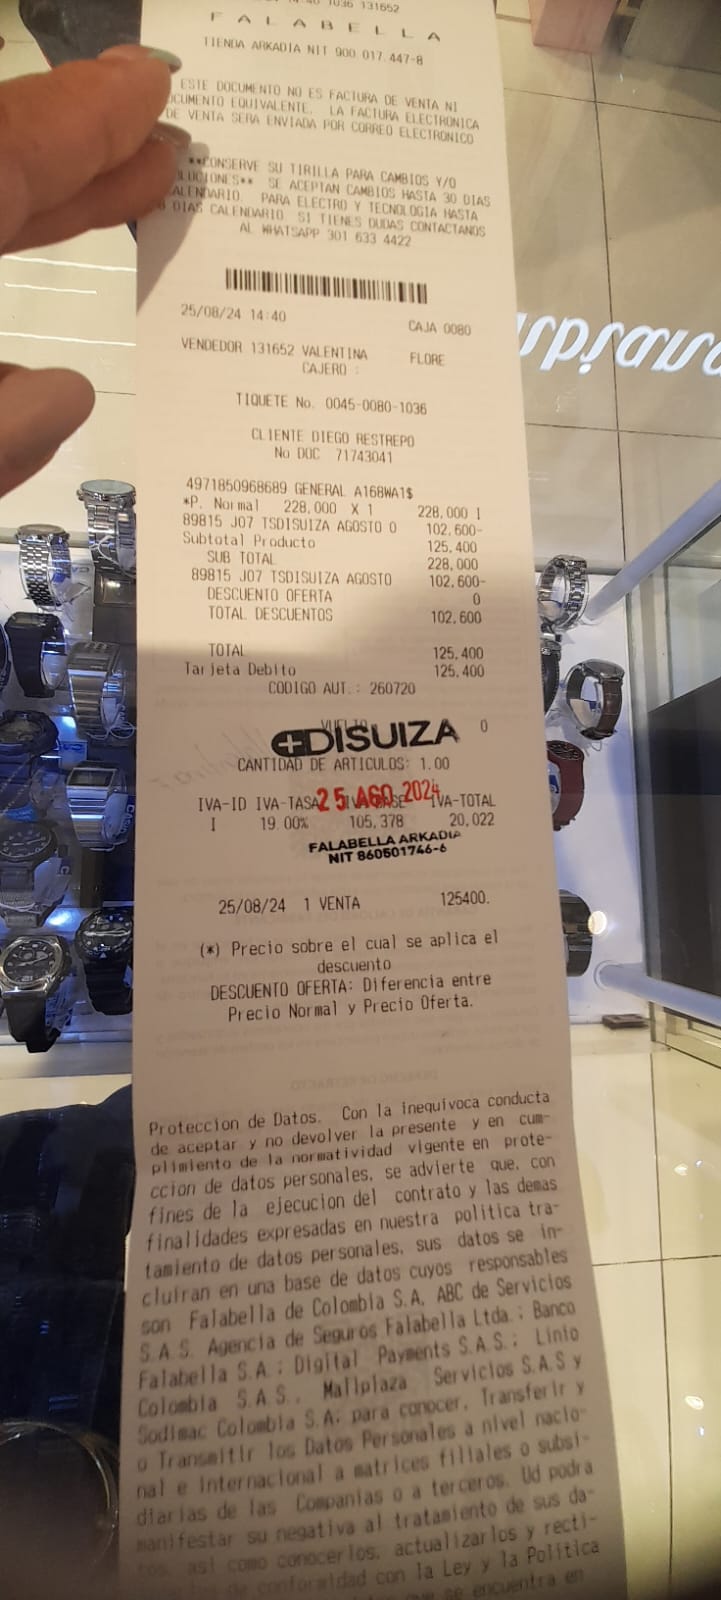 1036 131652
FALABELLA
TIENDA ARKADIA NIT 900.017.447-8
ESTE DOCUMENTO NO ES FACTURA DE VENTA NI
OCUMENTO EQUIVALENTE. LA FACTURA ELECTRONICA
DE VENTA SERA ENVIADA POR CORREO ELECTRONICO
**CONSERVE SU TIRILLA PARA CAMBIOS Y/O
LUCIONES** SE ACEPTAN CAMBIOS HASTA 30 DIAS
ALENDARIO. PARA ELECTRO Y TECNOLOGIA HASTA
DIAS CALENDARIO. SI TIENES DUDAS CONTACTANOS
AL WHATSAPP 301 633 4422
25/08/24 14:40 CAJA 0080
VENDEDOR 131652 VALENTINA FLORE
CAJERO :
TIQUETE No. 0045-0080-1036
CLIENTE DIEGO RESTREPO
No DOC 71743041
4971850968689 GENERAL A168WA1$
*P. Normal 228,000 X 1 228,000 I
89815 J07 TSDISUIZA AGOSTO 0 102,600-
Subtotal Producto 125,400
SUB TOTAL 228,000
89815 J07 TSDISUIZA AGOSTO 102,600-
DESCUENTO OFERTA 0
TOTAL DESCUENTOS 102,600
TOTAL 125,400
Tarjeta Debito 125,400
CODIGO AUT.: 260720
VUELTO 0
DISUIZA
CANTIDAD DE ARTICULOS: 1.00
25 AGO 2024
IVA-ID IVA-TASA IVA-BASE IVA-TOTAL
I 19.00% 105,378 20,022
FALABELLA ARKADIA
NIT 860501746-6
25/08/24 1 VENTA 125400.
(*) Precio sobre el cual se aplica el
descuento
DESCUENTO OFERTA: Diferencia entre
Precio Normal y Precio Oferta.
Proteccion de Datos. Con la inequivoca conducta
de aceptar y no devolver la presente y en cum-
plimiento de la normatividad vigente en prote-
ccion de datos personales, se advierte que, con
fines de la ejecucion del contrato y las demas
finalidades expresadas en nuestra politica tra-
tamiento de datos personales, sus datos se in-
cluiran en una base de datos cuyos responsables
son Falabella de Colombia S.A, ABC de Servicios
S.A.S. Agencia de Seguros Falabella Ltda.; Banco
Falabella S.A; Digital Payments S.A.S.; Linio
Colombia S.A.S., Mallplaza Servicios S.A.S y
Sodimac Colombia S.A; para conocer, Transferir y
o Transmitir los Datos Personales a nivel nacio-
nal e internacional a matrices filiales o subsi-
diarias de las Companias o a terceros. Ud podra
manifestar su negativa al tratamiento de sus da-
tos, asi como conocerlos, actualizarlos y recti-
de conformidad con la Ley y la Politica
que se encuentra en